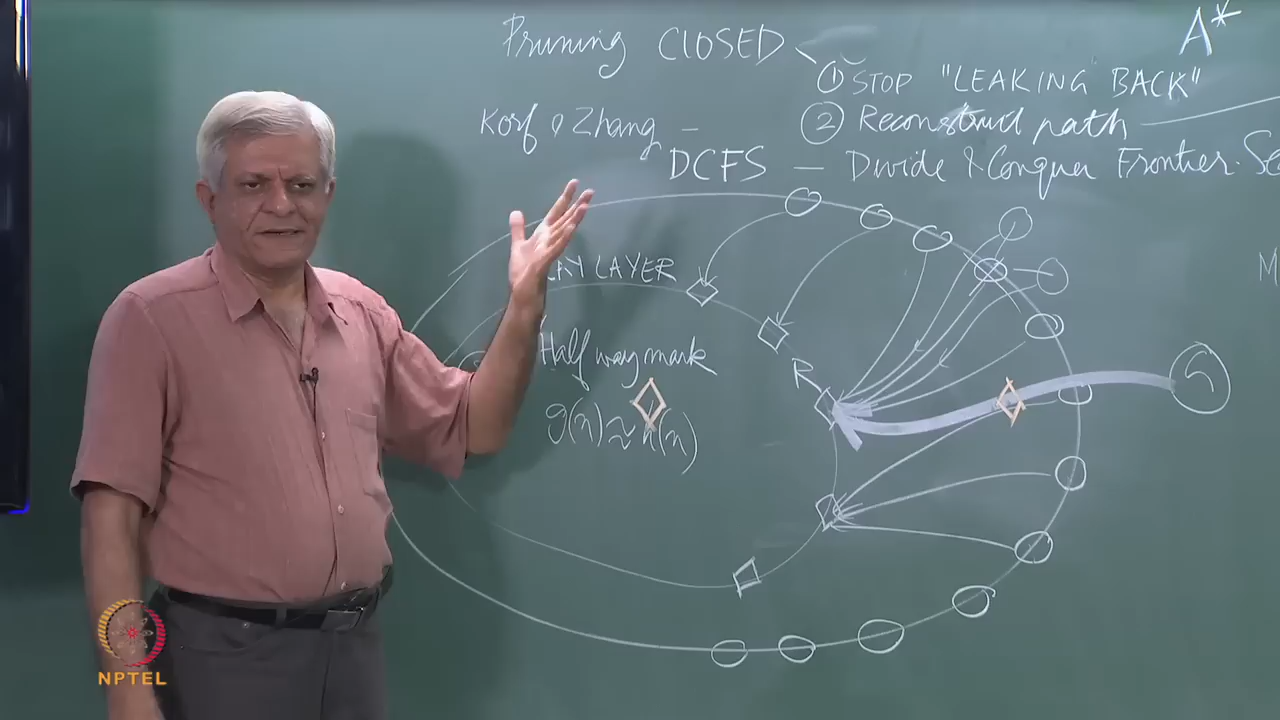 Pruning CLOSED
A*
① STOP "LEAKING BACK"
Korf & Zhang –
② Reconstruct path
DCFS — Divide & Conquer Frontier
LAYER
Half way mark
R
g(n) ≈ h(n)
G
M
NPTEL